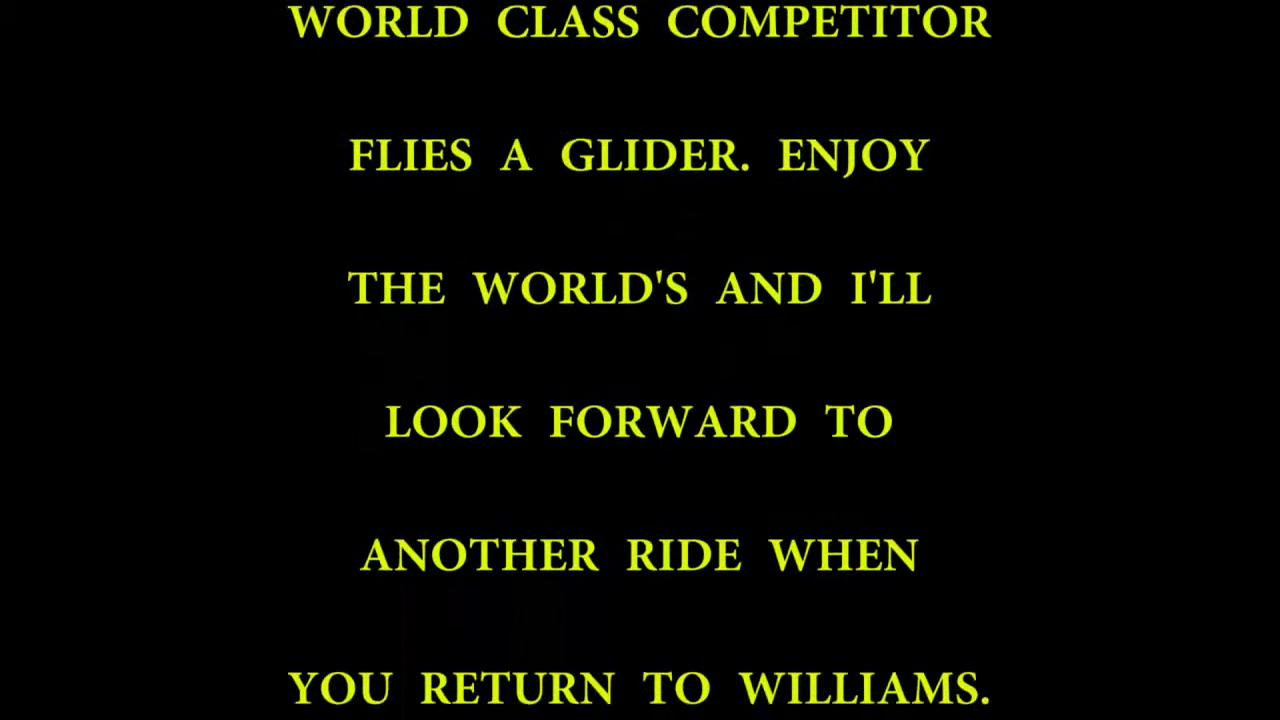 WORLD CLASS COMPETITOR
FLIES A GLIDER. ENJOY
THE WORLD'S AND I'LL
LOOK FORWARD TO
ANOTHER RIDE WHEN
YOU RETURN TO WILLIAMS.